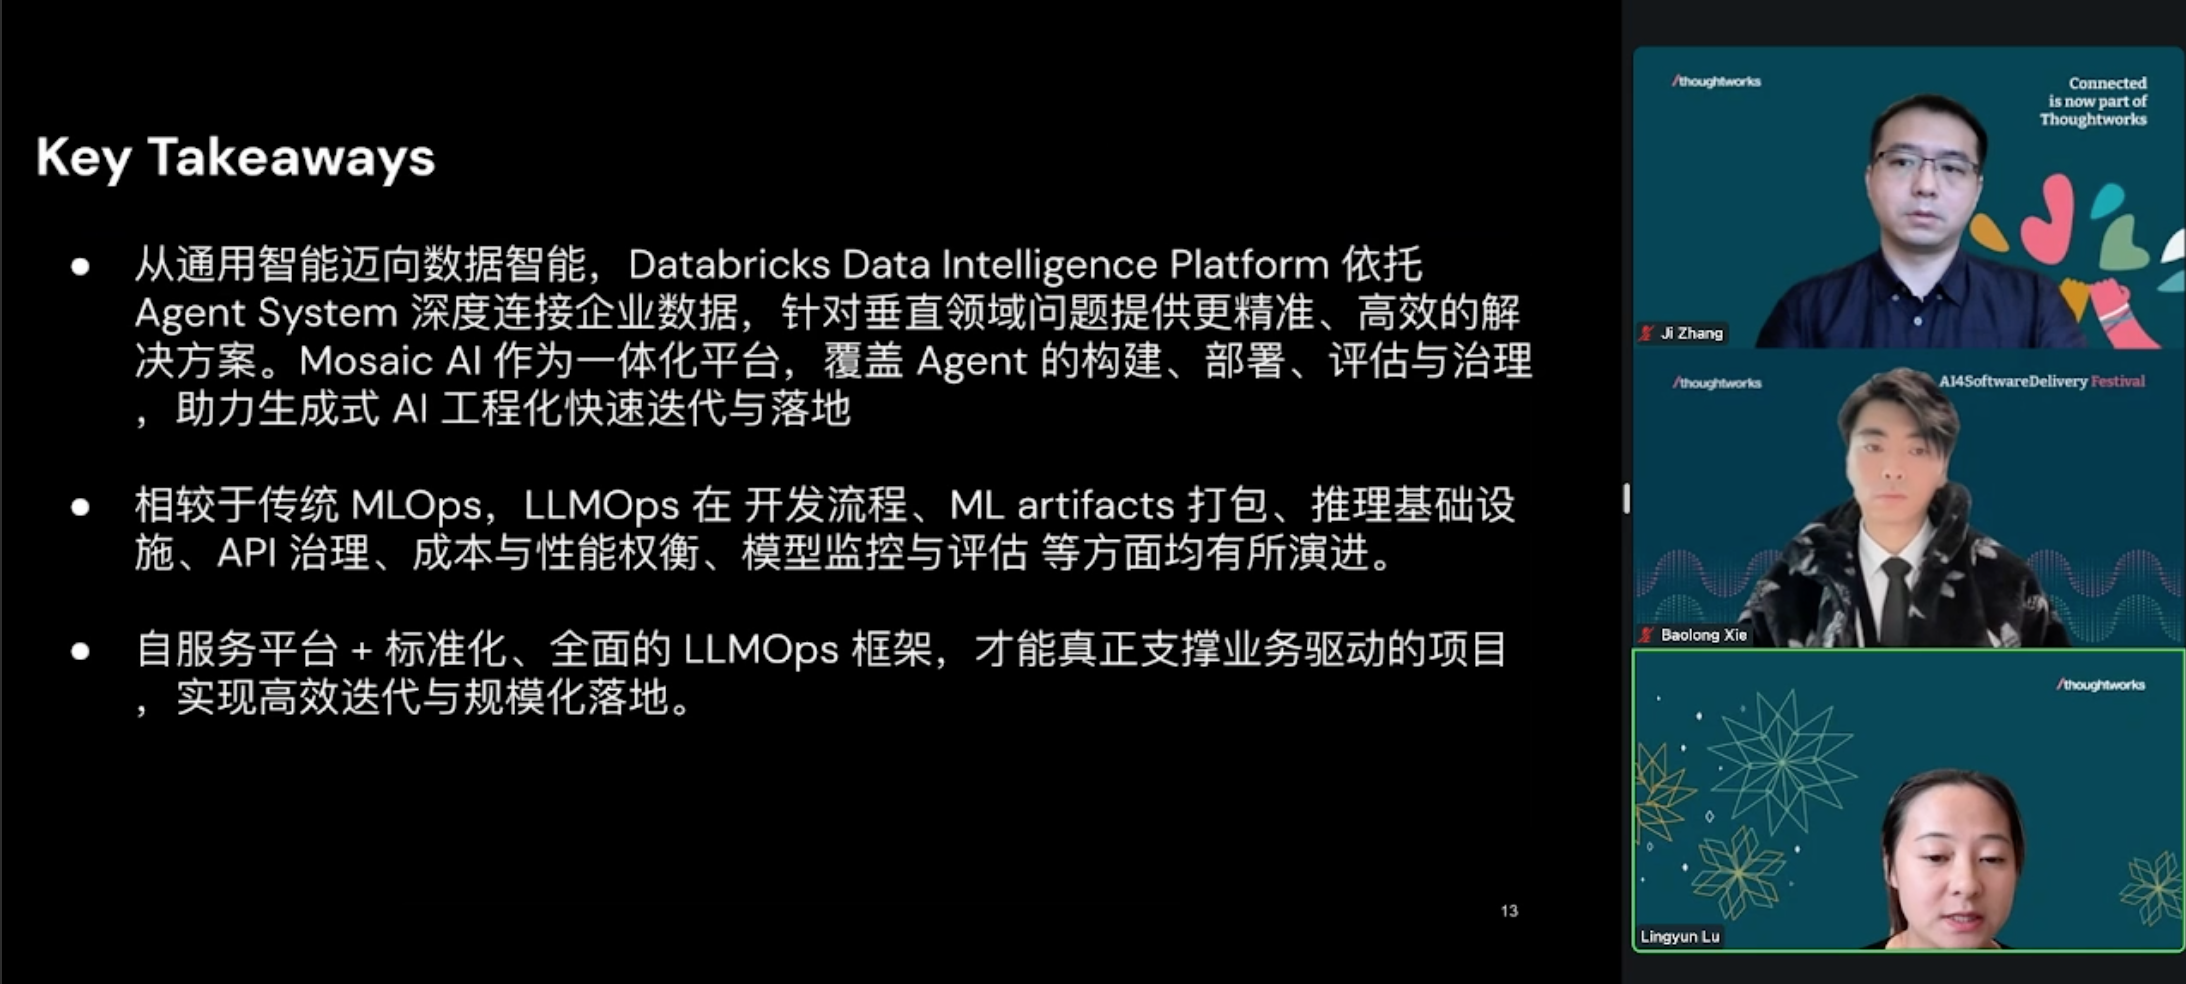 Key Takeaways
● 从通用智能迈向数据智能，Databricks Data Intelligence Platform 依托
Agent System 深度连接企业数据，针对垂直领域问题提供更精准、高效的解
决方案。Mosaic AI 作为一体化平台，覆盖 Agent 的构建、部署、评估与治理
，助力生成式 AI 工程化快速迭代与落地
● 相较于传统 MLOps，LLMOps 在 开发流程、ML artifacts 打包、推理基础设
施、API 治理、成本与性能权衡、模型监控与评估 等方面均有所演进。
● 自服务平台 + 标准化、全面的 LLMOps 框架，才能真正支撑业务驱动的项目
，实现高效迭代与规模化落地。
13
/thoughtworks
Connected
is now part of
Thoughtworks
Ji Zhang
/thoughtworks
AI4SoftwareDelivery Festival
Baolong Xie
/thoughtworks
Lingyun Lu